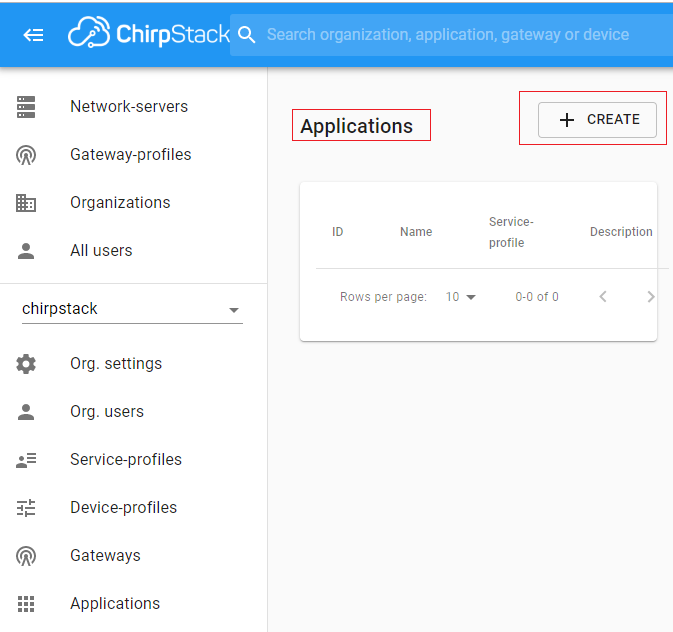 ChirpStack
Search organization, application, gateway or device
Network-servers
Gateway-profiles
Organizations
All users
chirpstack
Org. settings
Org. users
Service-profiles
Device-profiles
Gateways
Applications
Applications
+ CREATE
ID Name Service-profile Description
Rows per page: 10 0-0 of 0